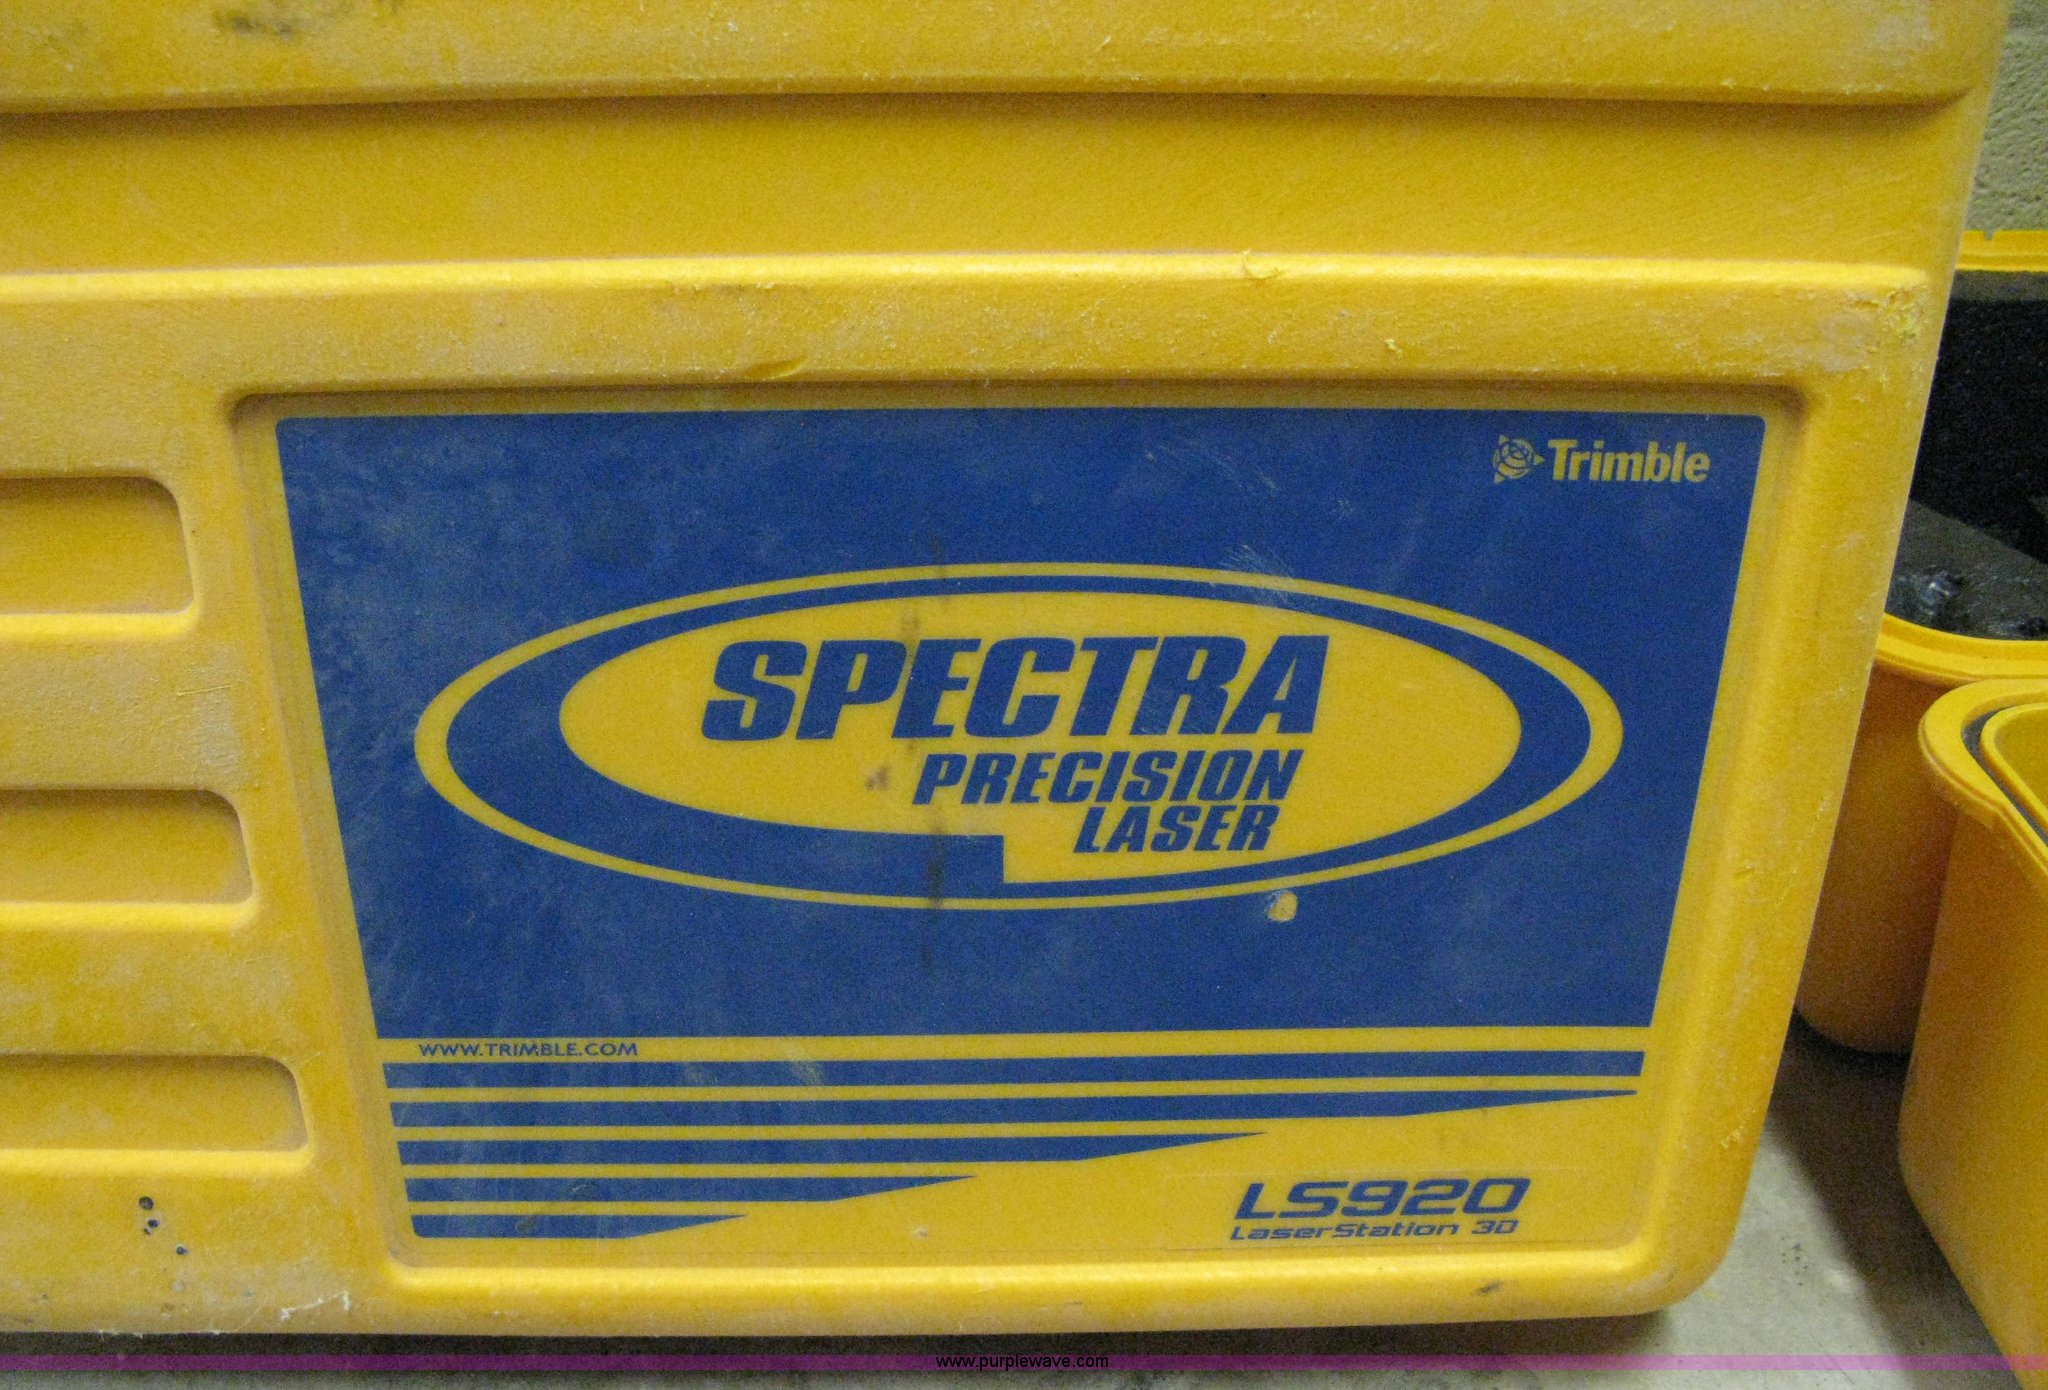 Trimble
SPECTRA
PRECISION
LASER
WWW.TRIMBLE.COM
LS920
LaserStation 3D
www.purplewave.com